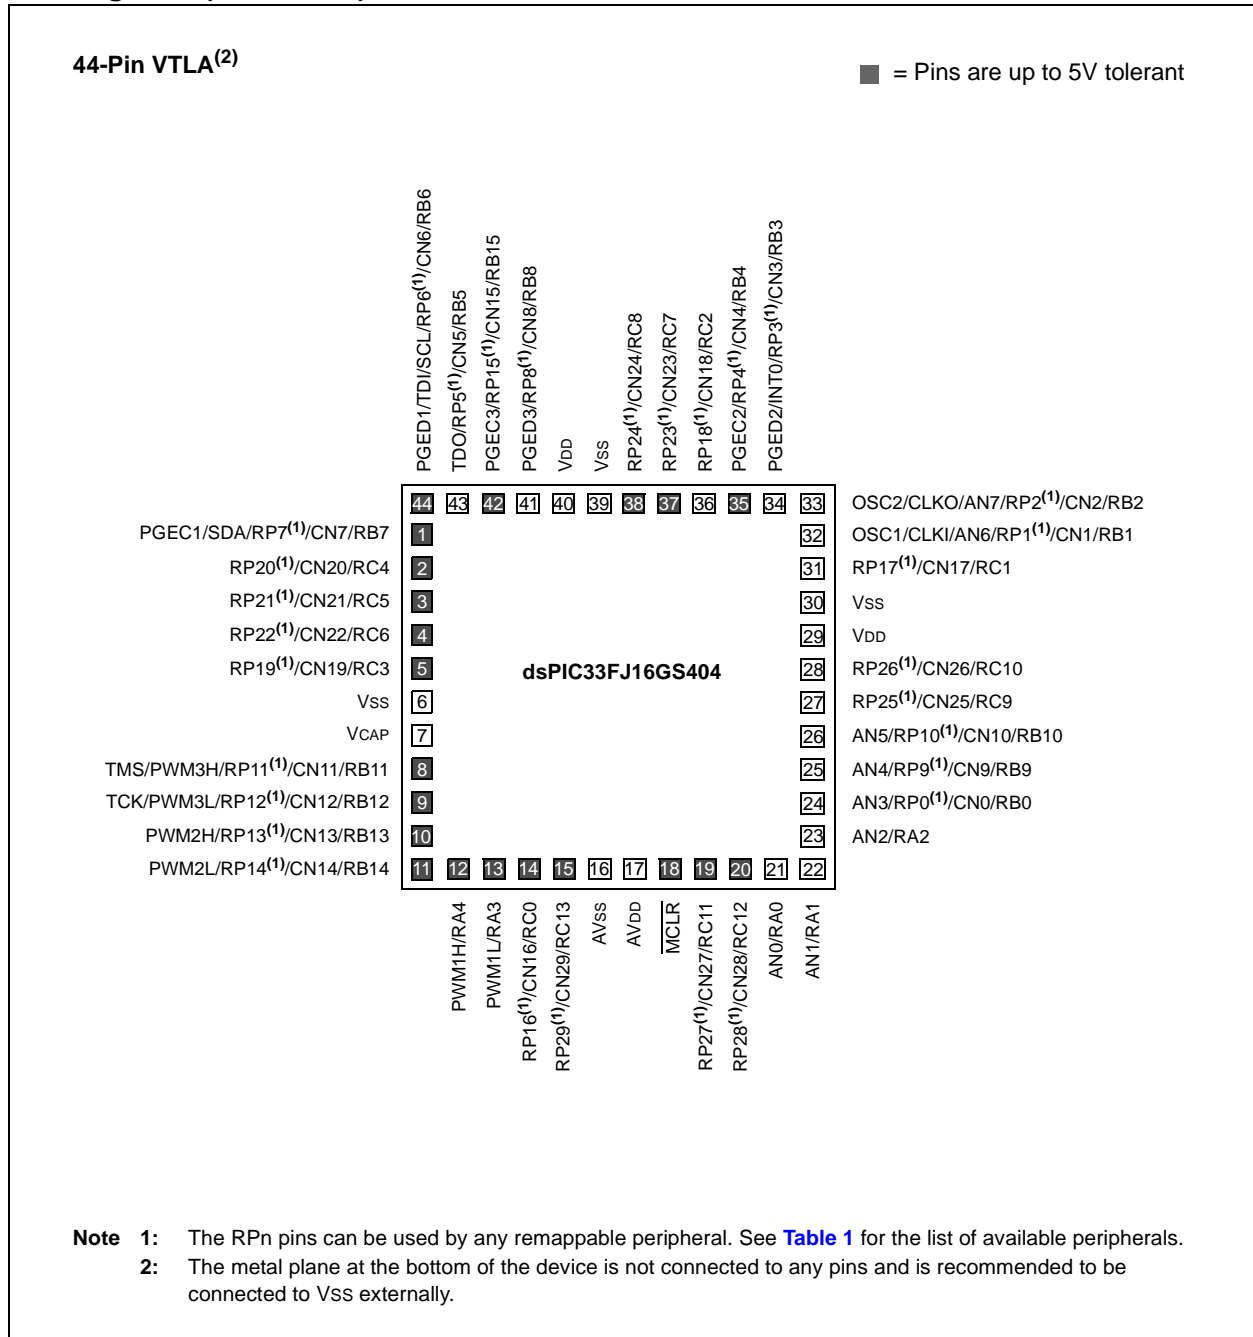 44-Pin VTLA(2)
= Pins are up to 5V tolerant
PGED1/TDI/SCL/RP6(1)/CN6/RB6
TDO/RP5(1)/CN5/RB5
PGEC3/RP15(1)/CN15/RB15
PGED3/RP8(1)/CN8/RB8
VDD
VSS
RP24(1)/CN24/RC8
RP23(1)/CN23/RC7
RP18(1)/CN18/RC2
PGEC2/RP4(1)/CN4/RB4
PGED2/INT0/RP3(1)/CN3/RB3
44 43 42 41 40 39 38 37 36 35 34 33 OSC2/CLKO/AN7/RP2(1)/CN2/RB2
PGEC1/SDA/RP7(1)/CN7/RB7 1 32 OSC1/CLKI/AN6/RP1(1)/CN1/RB1
RP20(1)/CN20/RC4 2 31 RP17(1)/CN17/RC1
RP21(1)/CN21/RC5 3 30 VSS
RP22(1)/CN22/RC6 4 29 VDD
RP19(1)/CN19/RC3 5 dsPIC33FJ16GS404 28 RP26(1)/CN26/RC10
VSS 6 27 RP25(1)/CN25/RC9
VCAP 7 26 AN5/RP10(1)/CN10/RB10
TMS/PWM3H/RP11(1)/CN11/RB11 8 25 AN4/RP9(1)/CN9/RB9
TCK/PWM3L/RP12(1)/CN12/RB12 9 24 AN3/RP0(1)/CN0/RB0
PWM2H/RP13(1)/CN13/RB13 10 23 AN2/RA2
PWM2L/RP14(1)/CN14/RB14 11 12 13 14 15 16 17 18 19 20 21 22
PWM1H/RA4
PWM1L/RA3
RP16(1)/CN16/RC0
RP29(1)/CN29/RC13
AVSS
AVDD
MCLR
RP27(1)/CN27/RC11
RP28(1)/CN28/RC12
AN0/RA0
AN1/RA1
Note 1: The RPn pins can be used by any remappable peripheral. See Table 1 for the list of available peripherals.
2: The metal plane at the bottom of the device is not connected to any pins and is recommended to be
connected to VSS externally.